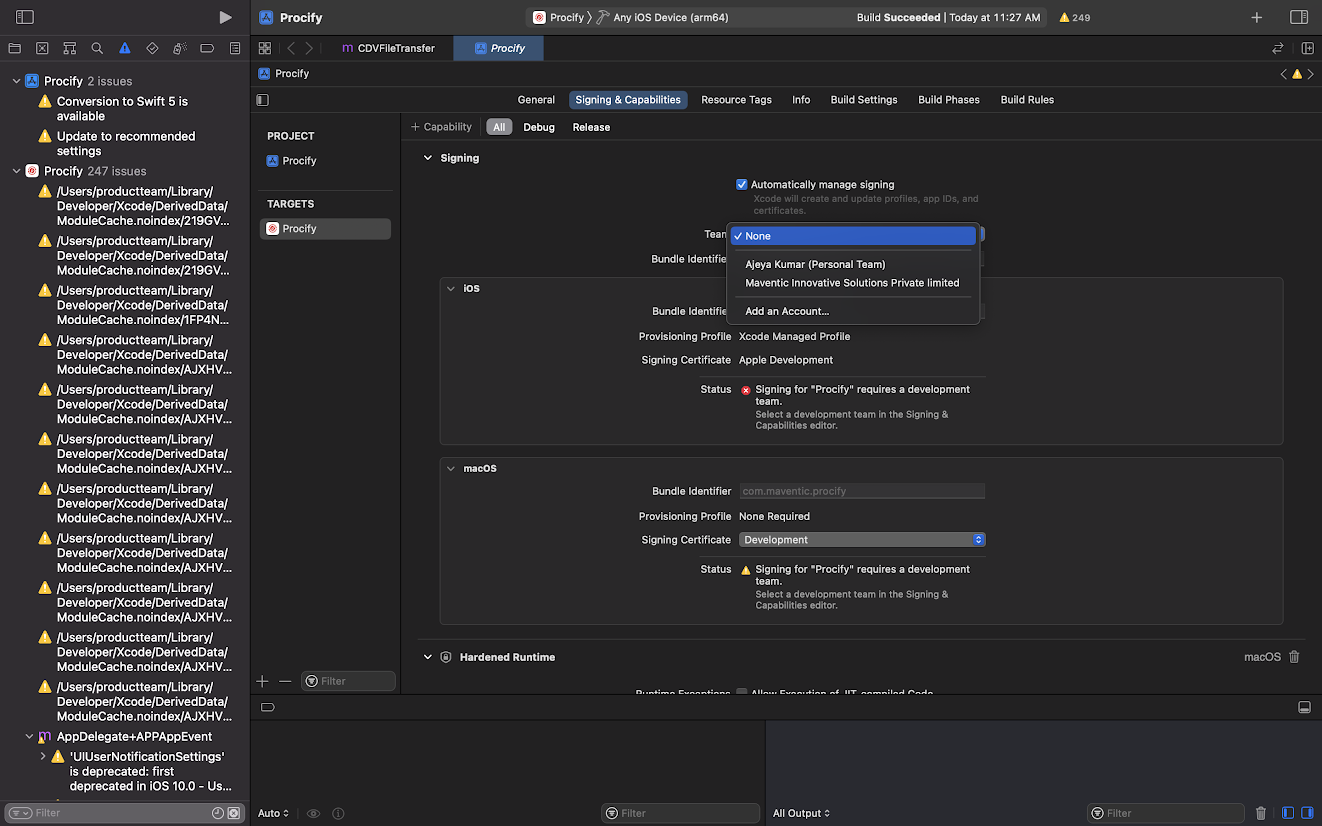 Procify
Procify 〉 Any iOS Device (arm64)
Build Succeeded | Today at 11:27 AM
249
CDVFileTransfer
Procify
Procify
Procify 2 issues
Conversion to Swift 5 is
available
Update to recommended
settings
Procify 247 issues
/Users/productteam/Library/
Developer/Xcode/DerivedData/
ModuleCache.noindex/219GV...
/Users/productteam/Library/
Developer/Xcode/DerivedData/
ModuleCache.noindex/219GV...
/Users/productteam/Library/
Developer/Xcode/DerivedData/
ModuleCache.noindex/1FP4N...
/Users/productteam/Library/
Developer/Xcode/DerivedData/
ModuleCache.noindex/AJXHV...
/Users/productteam/Library/
Developer/Xcode/DerivedData/
ModuleCache.noindex/AJXHV...
/Users/productteam/Library/
Developer/Xcode/DerivedData/
ModuleCache.noindex/AJXHV...
/Users/productteam/Library/
Developer/Xcode/DerivedData/
ModuleCache.noindex/AJXHV...
/Users/productteam/Library/
Developer/Xcode/DerivedData/
ModuleCache.noindex/AJXHV...
/Users/productteam/Library/
Developer/Xcode/DerivedData/
ModuleCache.noindex/AJXHV...
/Users/productteam/Library/
Developer/Xcode/DerivedData/
ModuleCache.noindex/AJXHV...
/Users/productteam/Library/
Developer/Xcode/DerivedData/
ModuleCache.noindex/AJXHV...
AppDelegate+APPAppEvent
'UIUserNotificationSettings'
is deprecated: first
deprecated in iOS 10.0 - Us...
Filter
General Signing & Capabilities Resource Tags Info Build Settings Build Phases Build Rules
PROJECT
Procify
TARGETS
Procify
Filter
+ Capability All Debug Release
Signing
Automatically manage signing
Xcode will create and update profiles, app IDs, and
certificates.
Team
None
Ajeya Kumar (Personal Team)
Maventic Innovative Solutions Private limited
Add an Account...
Bundle Identifie
iOS
Bundle Identifie
Provisioning Profile Xcode Managed Profile
Signing Certificate Apple Development
Status Signing for "Procify" requires a development
team.
Select a development team in the Signing &
Capabilities editor.
macOS
Bundle Identifier com.maventic.procify
Provisioning Profile None Required
Signing Certificate Development
Status Signing for "Procify" requires a development
team.
Select a development team in the Signing &
Capabilities editor.
Hardened Runtime macOS
Runtime Exceptions Allow Execution of JIT-compiled Code
Auto
Filter
All Output
Filter